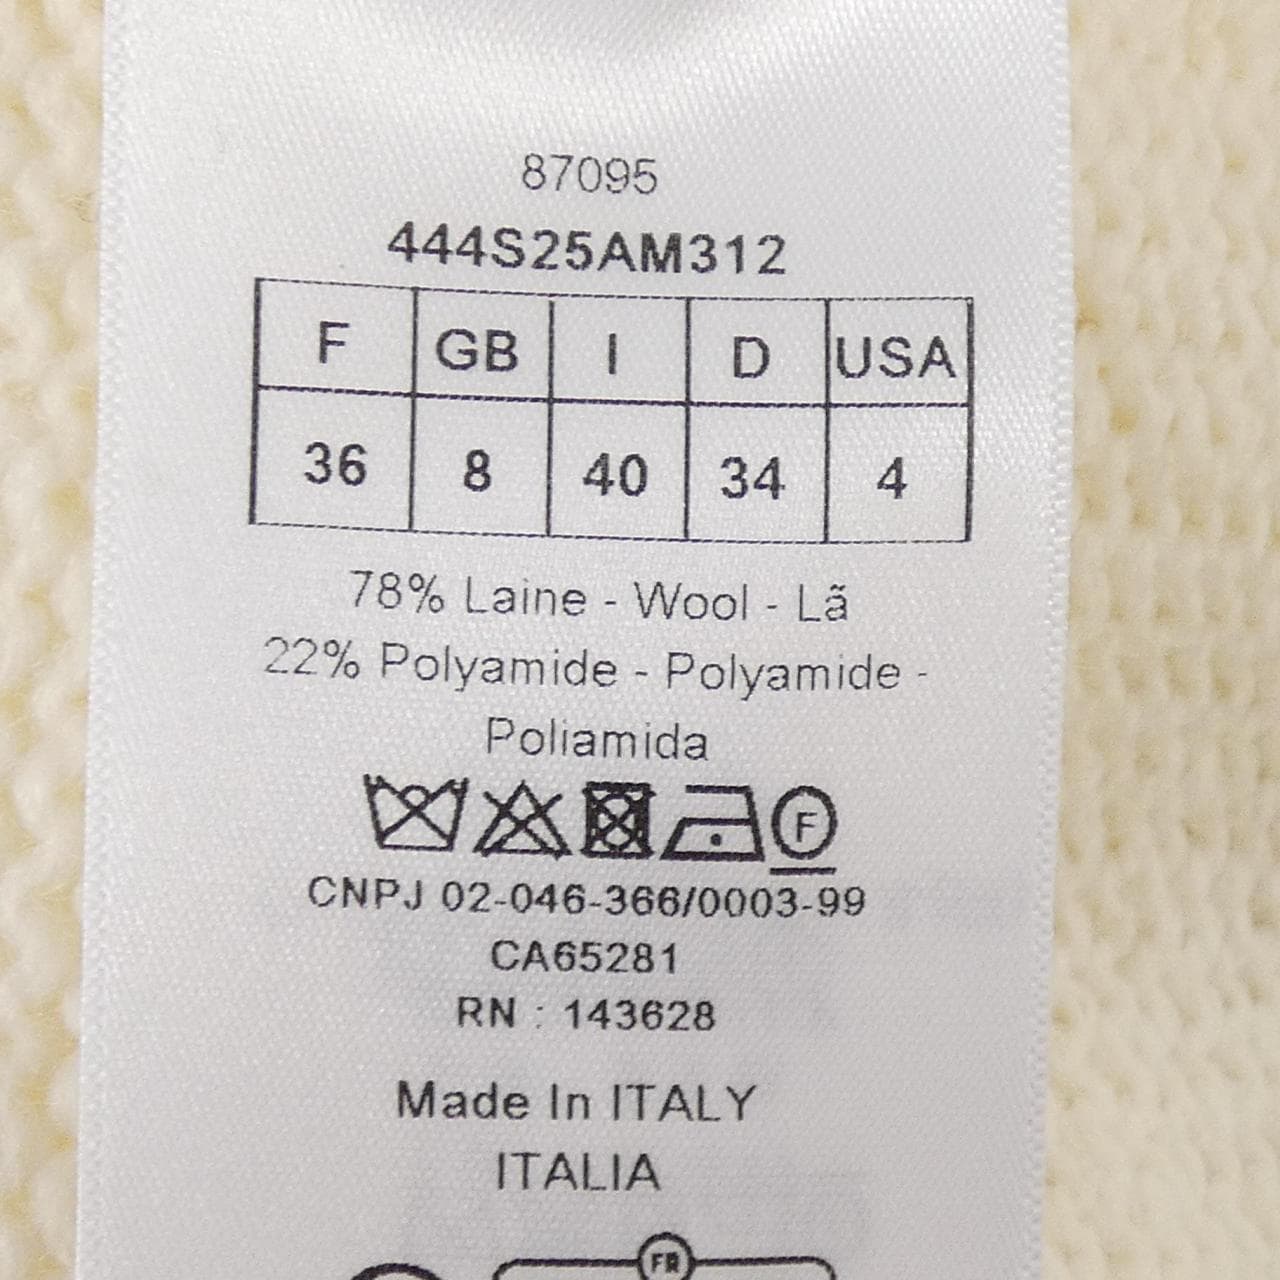 87095
444S25AM312
F GB I D USA
36 8 40 34 4
78% Laine - Wool - Lã
22% Polyamide - Polyamide -
Poliamida
F
CNPJ 02-046-366/0003-99
CA65281
RN : 143628
Made In ITALY
ITALIA
FR